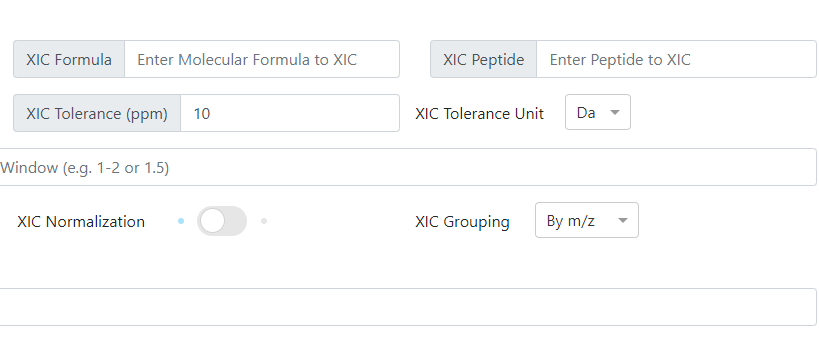 XIC Formula Enter Molecular Formula to XIC XIC Peptide Enter Peptide to XIC
XIC Tolerance (ppm) 10 XIC Tolerance Unit Da
Window (e.g. 1-2 or 1.5)
XIC Normalization XIC Grouping By m/z